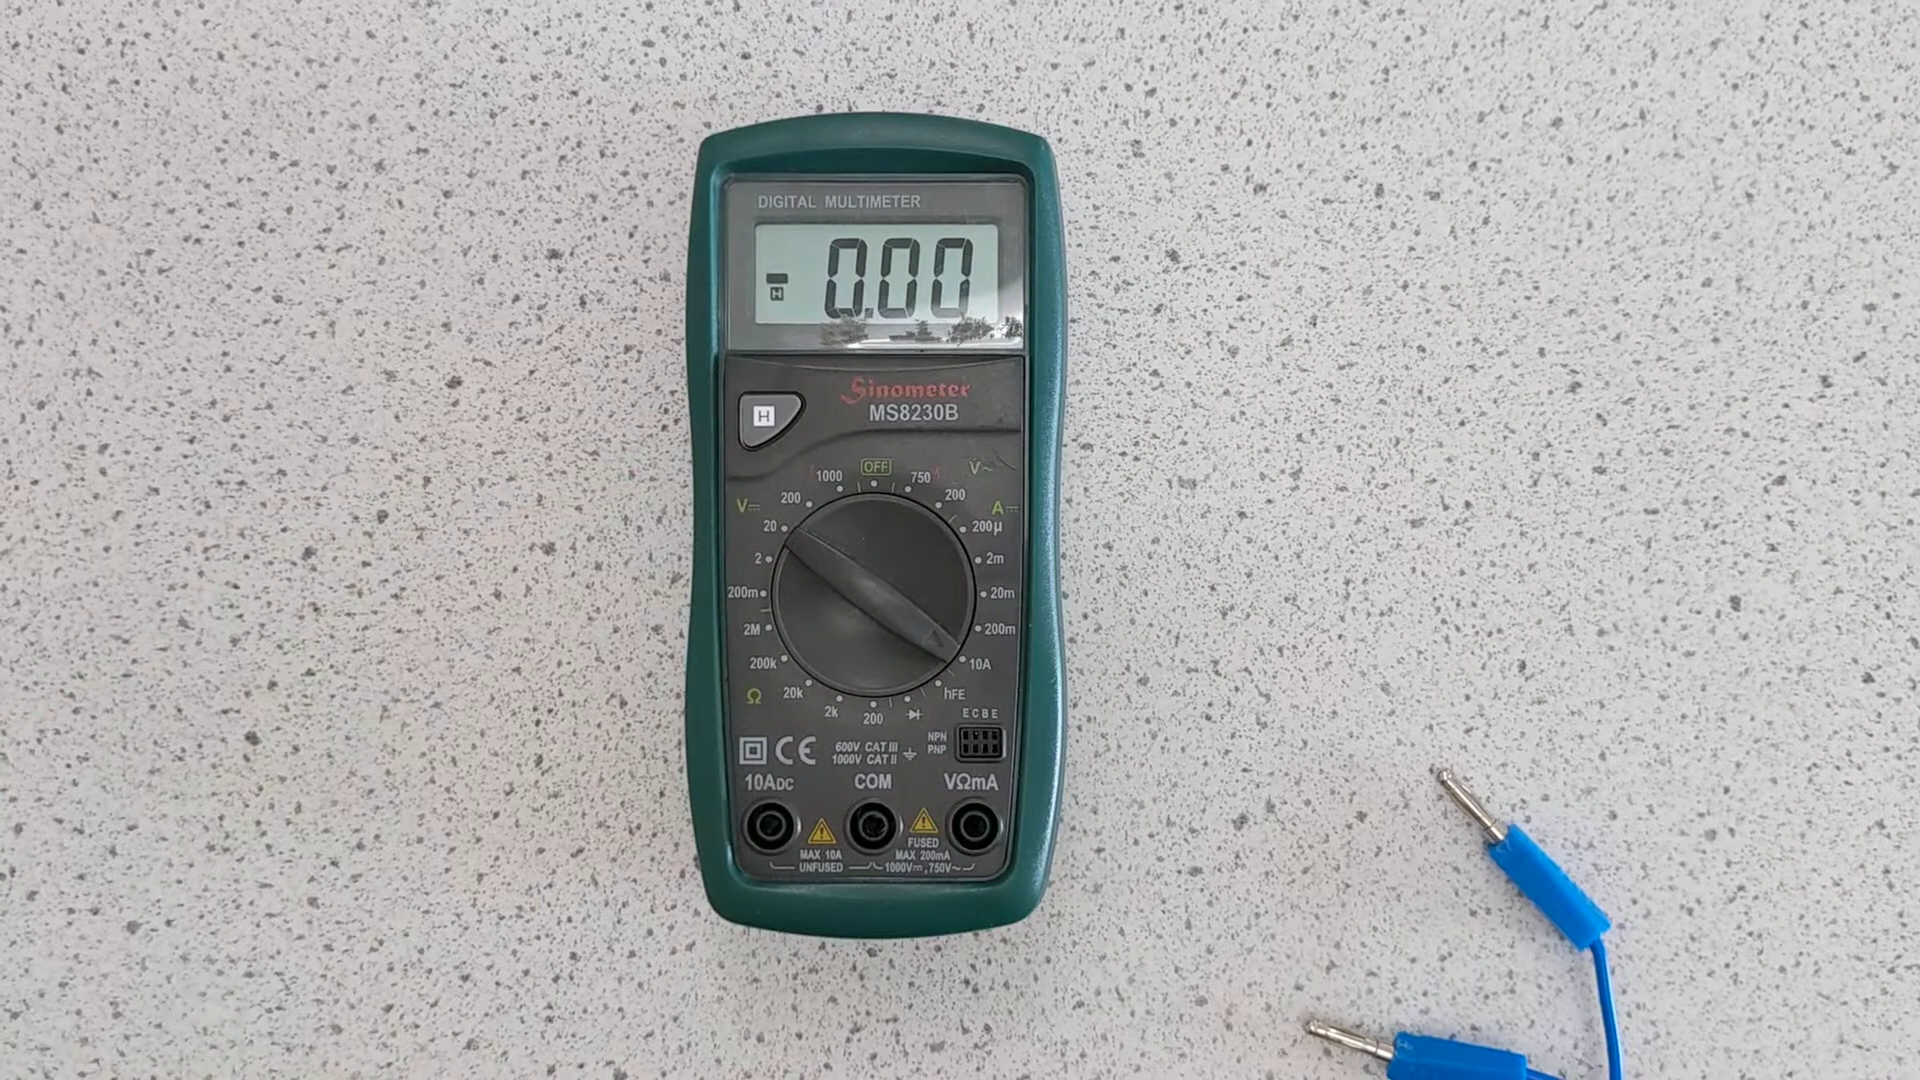 DIGITAL MULTIMETER
- 0.00
H
Sinometer
MS8230B
H
OFF
1000 750 V~
200 200
V⎓ A⎓
20 200µ
2 2m
200m 20m
2M 200m
200k 10A
Ω 20k hFE
2k 200
E C B E
NPN
PNP
CE 600V CAT III
1000V CAT II
10ADC COM VΩmA
FUSED
MAX 10A MAX 200mA
UNFUSED 1000V⎓,750V~